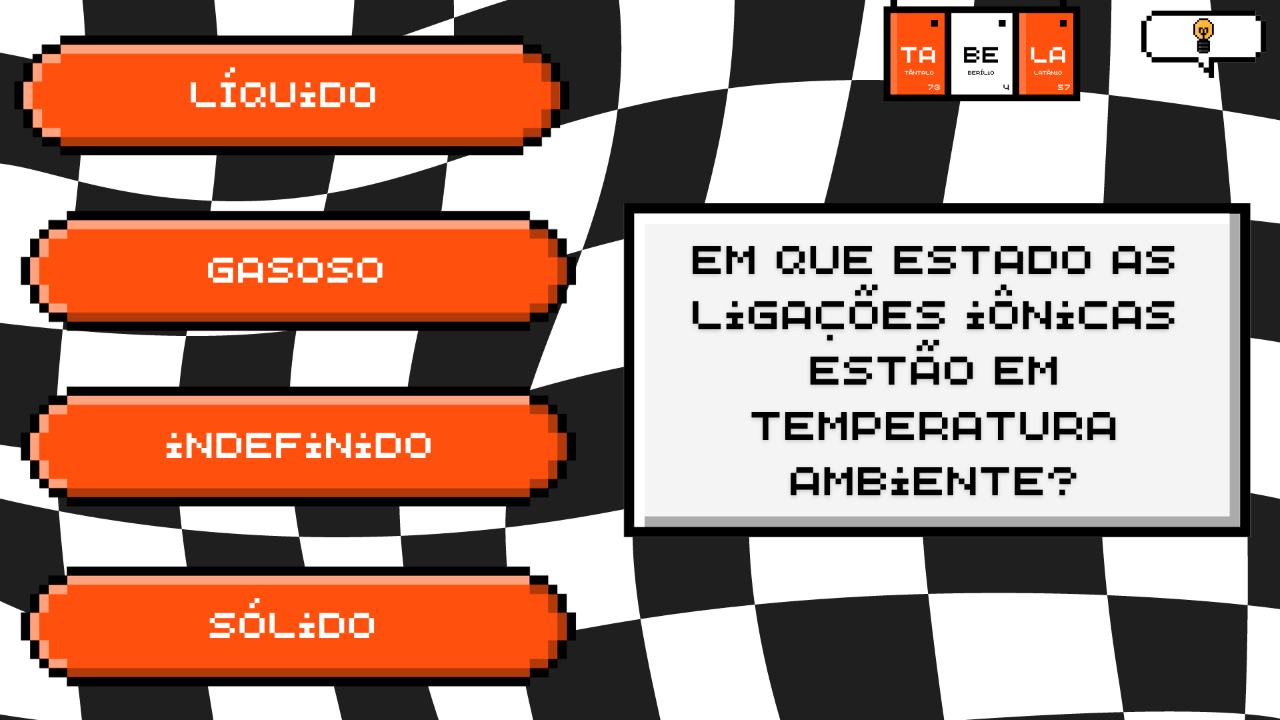 LÍQUIDO
GASOSO
INDEFINIDO
SÓLIDO
TA BE LA
TÂNTALO BERÍLIO LATÂNIO
73 4 57
EM QUE ESTADO AS
LIGAÇÕES IÔNICAS
ESTÃO EM
TEMPERATURA
AMBIENTE?